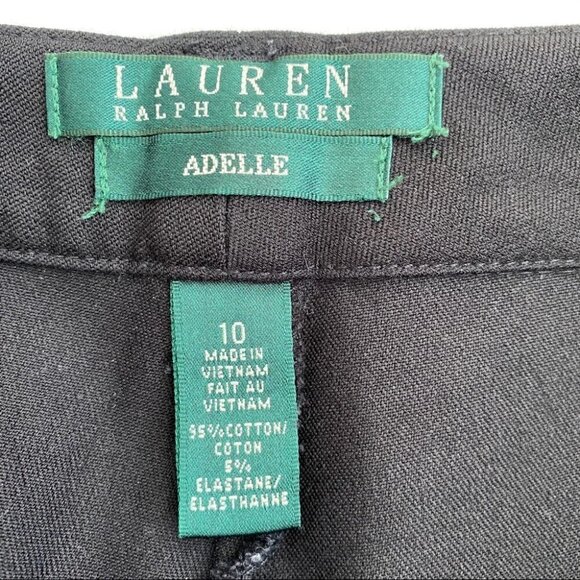 LAUREN
RALPH LAUREN
ADELLE
10
MADE IN
VIETNAM
FAIT AU
VIETNAM
95%COTTON/
COTON
5%
ELASTANE/
ELASTHANNE